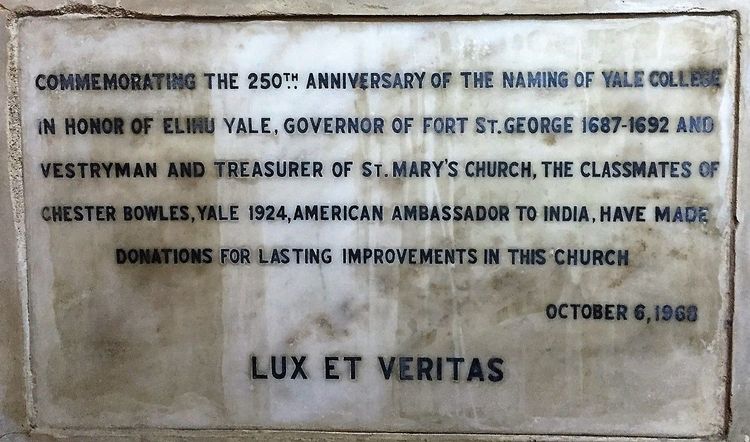 COMMEMORATING THE 250TH ANNIVERSARY OF THE NAMING OF YALE COLLEGE
IN HONOR OF ELIHU YALE, GOVERNOR OF FORT ST. GEORGE 1687-1692 AND
VESTRYMAN AND TREASURER OF ST. MARY'S CHURCH, THE CLASSMATES OF
CHESTER BOWLES, YALE 1924, AMERICAN AMBASSADOR TO INDIA, HAVE MADE
DONATIONS FOR LASTING IMPROVEMENTS IN THIS CHURCH
OCTOBER 6, 1968
LUX ET VERITAS